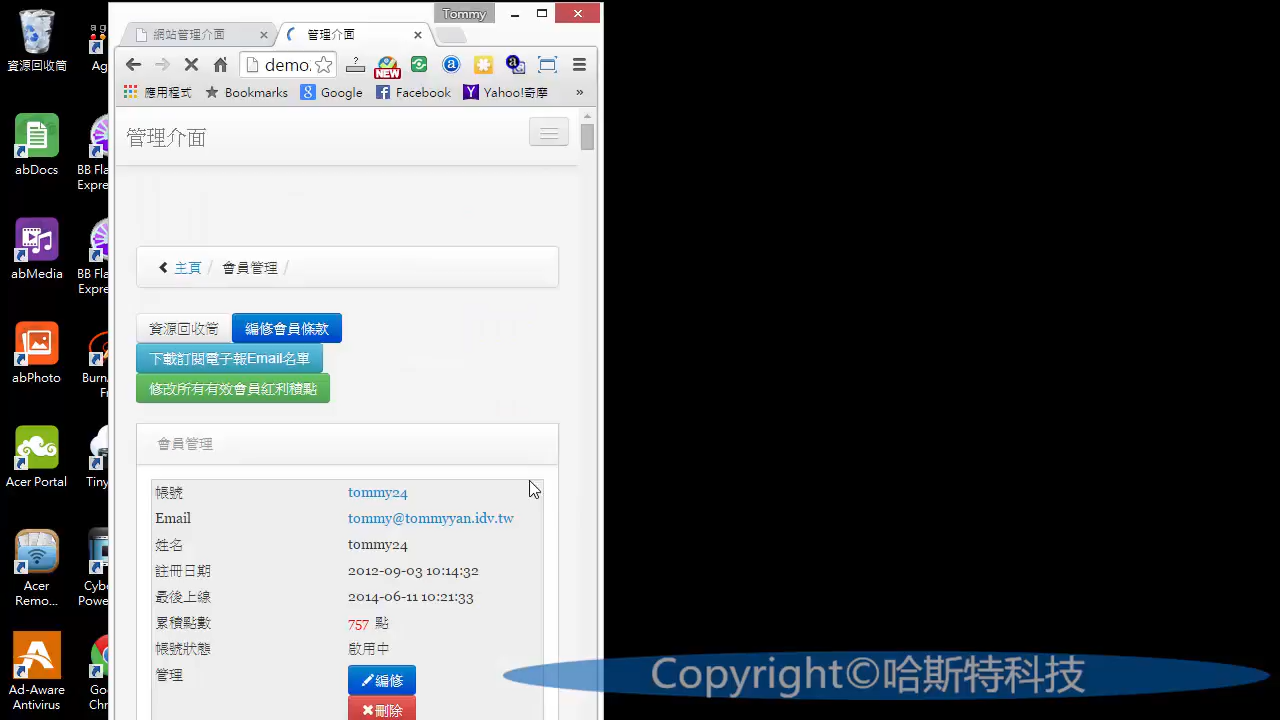 Tommy
網站管理介面
管理介面
demo.
NEW
應用程式
Bookmarks
Google
Facebook
Yahoo!奇摩
»
管理介面
主頁 / 會員管理 /
資源回收筒
編修會員條款
下載訂閱電子報Email名單
修改所有有效會員紅利積點
會員管理
帳號 tommy24
Email tommy@tommyyan.idv.tw
姓名 tommy24
註冊日期 2012-09-03 10:14:32
最後上線 2014-06-11 10:21:33
累積點數 757 點
帳號狀態 啟用中
管理 編修
刪除
資源回收筒
Ag
abDocs
BB Fla
Expre
abMedia
BB Fla
Expre
abPhoto
Burn
Fr
Acer Portal
Tiny
Acer
Remo...
Cybe
Power
Ad-Aware
Antivirus
Goo
Chr
Copyright©哈斯特科技